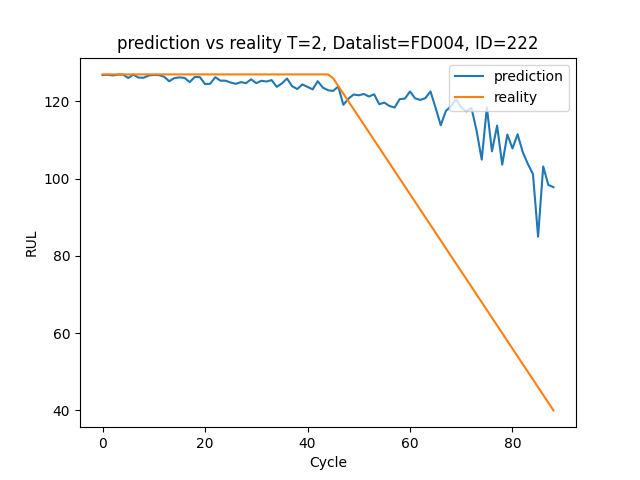 prediction vs reality T=2, Datalist=FD004, ID=222
prediction
reality
RUL
120
100
80
60
40
0 20 40 60 80
Cycle